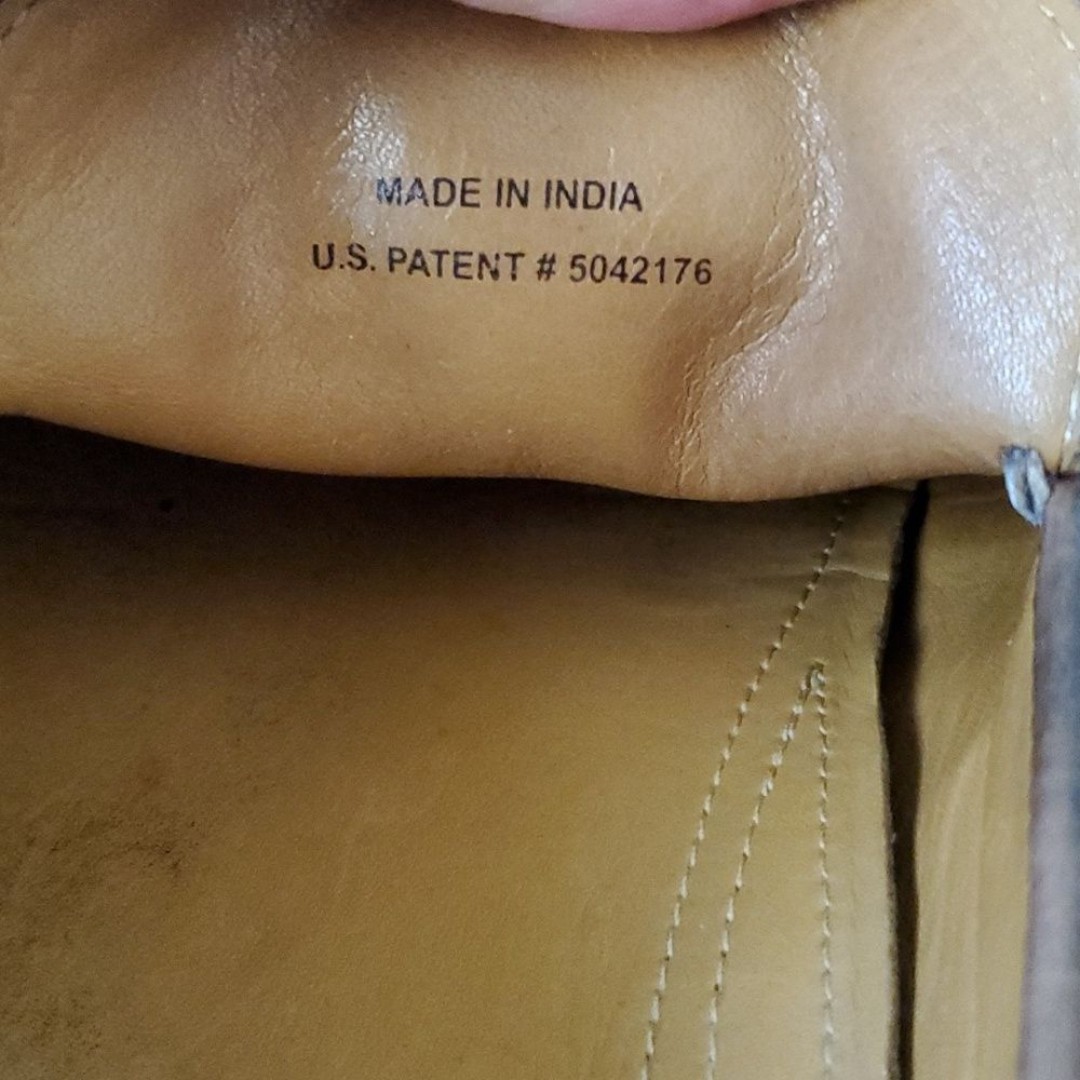 MADE IN INDIA
U.S. PATENT # 5042176